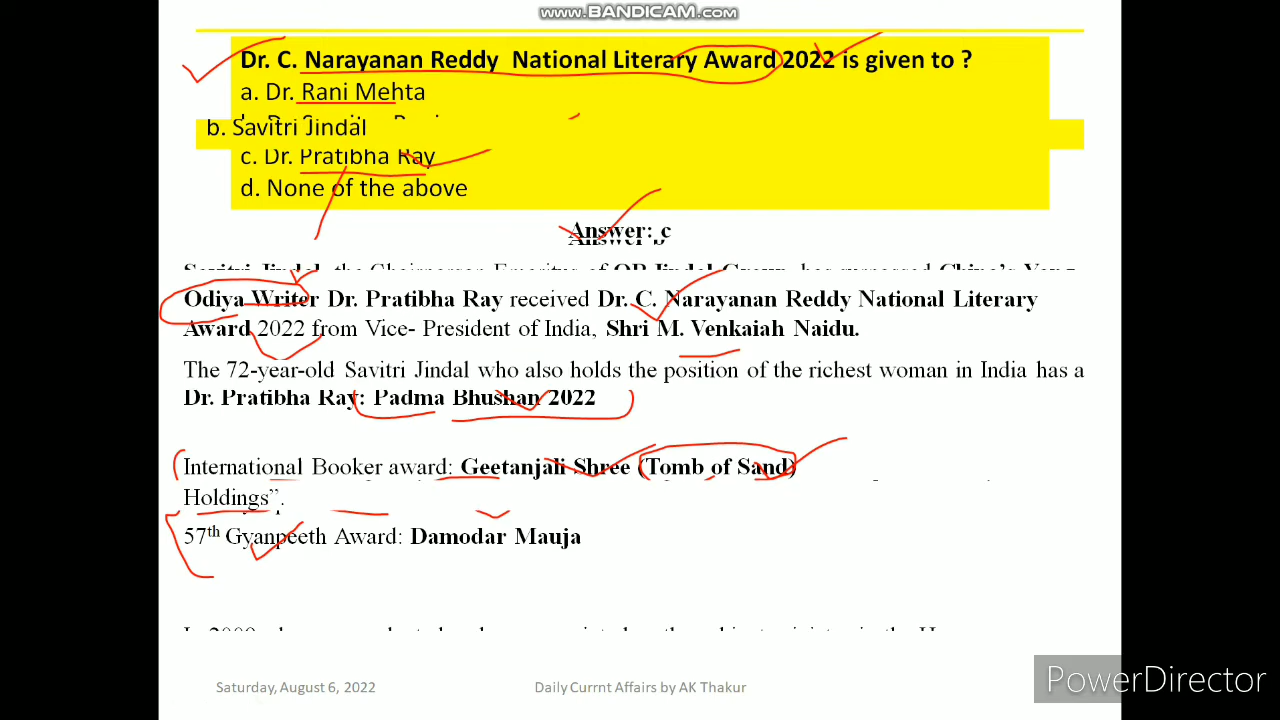 www.BANDICAM.com
Dr. C. Narayanan Reddy National Literary Award 2022 is given to ?
a. Dr. Rani Mehta
b. Savitri Jindal
c. Dr. Pratibha Ray
d. None of the above
Answer: c
Odiya Writer Dr. Pratibha Ray received Dr. C. Narayanan Reddy National Literary
Award 2022 from Vice- President of India, Shri M. Venkaiah Naidu.
The 72-year-old Savitri Jindal who also holds the position of the richest woman in India has a
Dr. Pratibha Ray: Padma Bhushan 2022
International Booker award: Geetanjali Shree (Tomb of Sand)
Holdings”.
57th Gyanpeeth Award: Damodar Mauja
Saturday, August 6, 2022
Daily Currnt Affairs by AK Thakur
PowerDirector